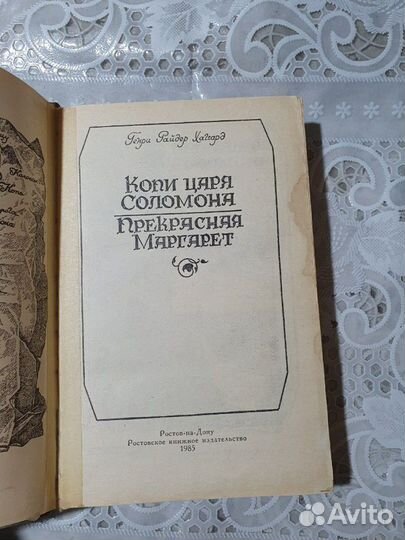 Генри Райдер Хаггард
Копи царя
Соломона
Прекрасная
Маргарет
Ростов-на-Дону
Ростовское книжное издательство
1985
Avito